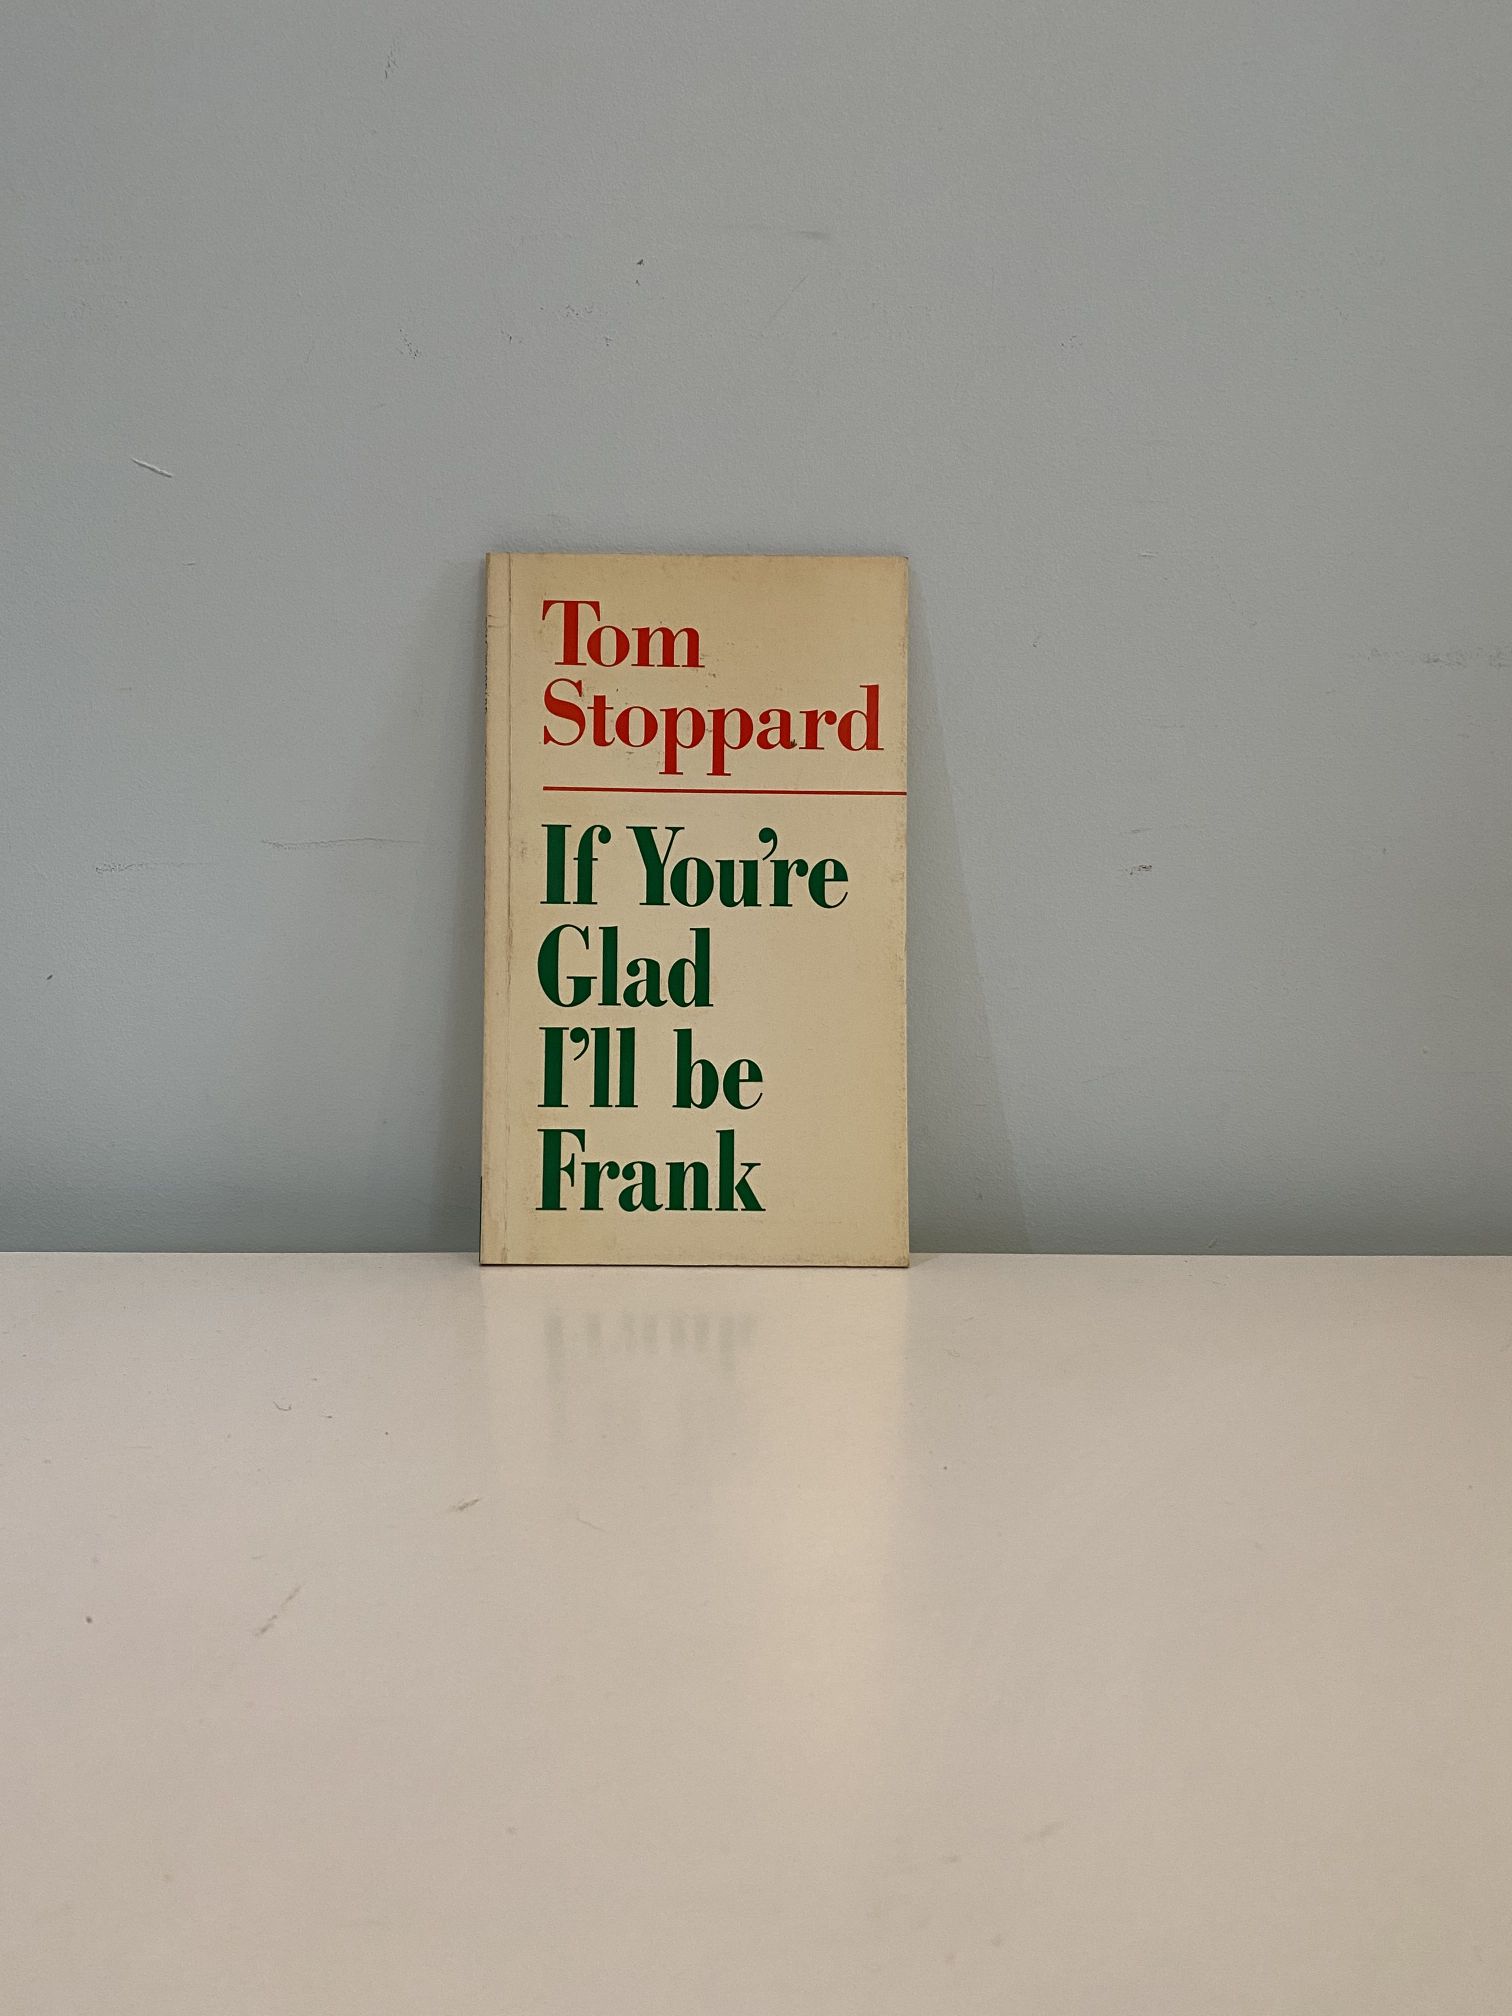 Tom
Stoppard
If You're
Glad
I'll be
Frank